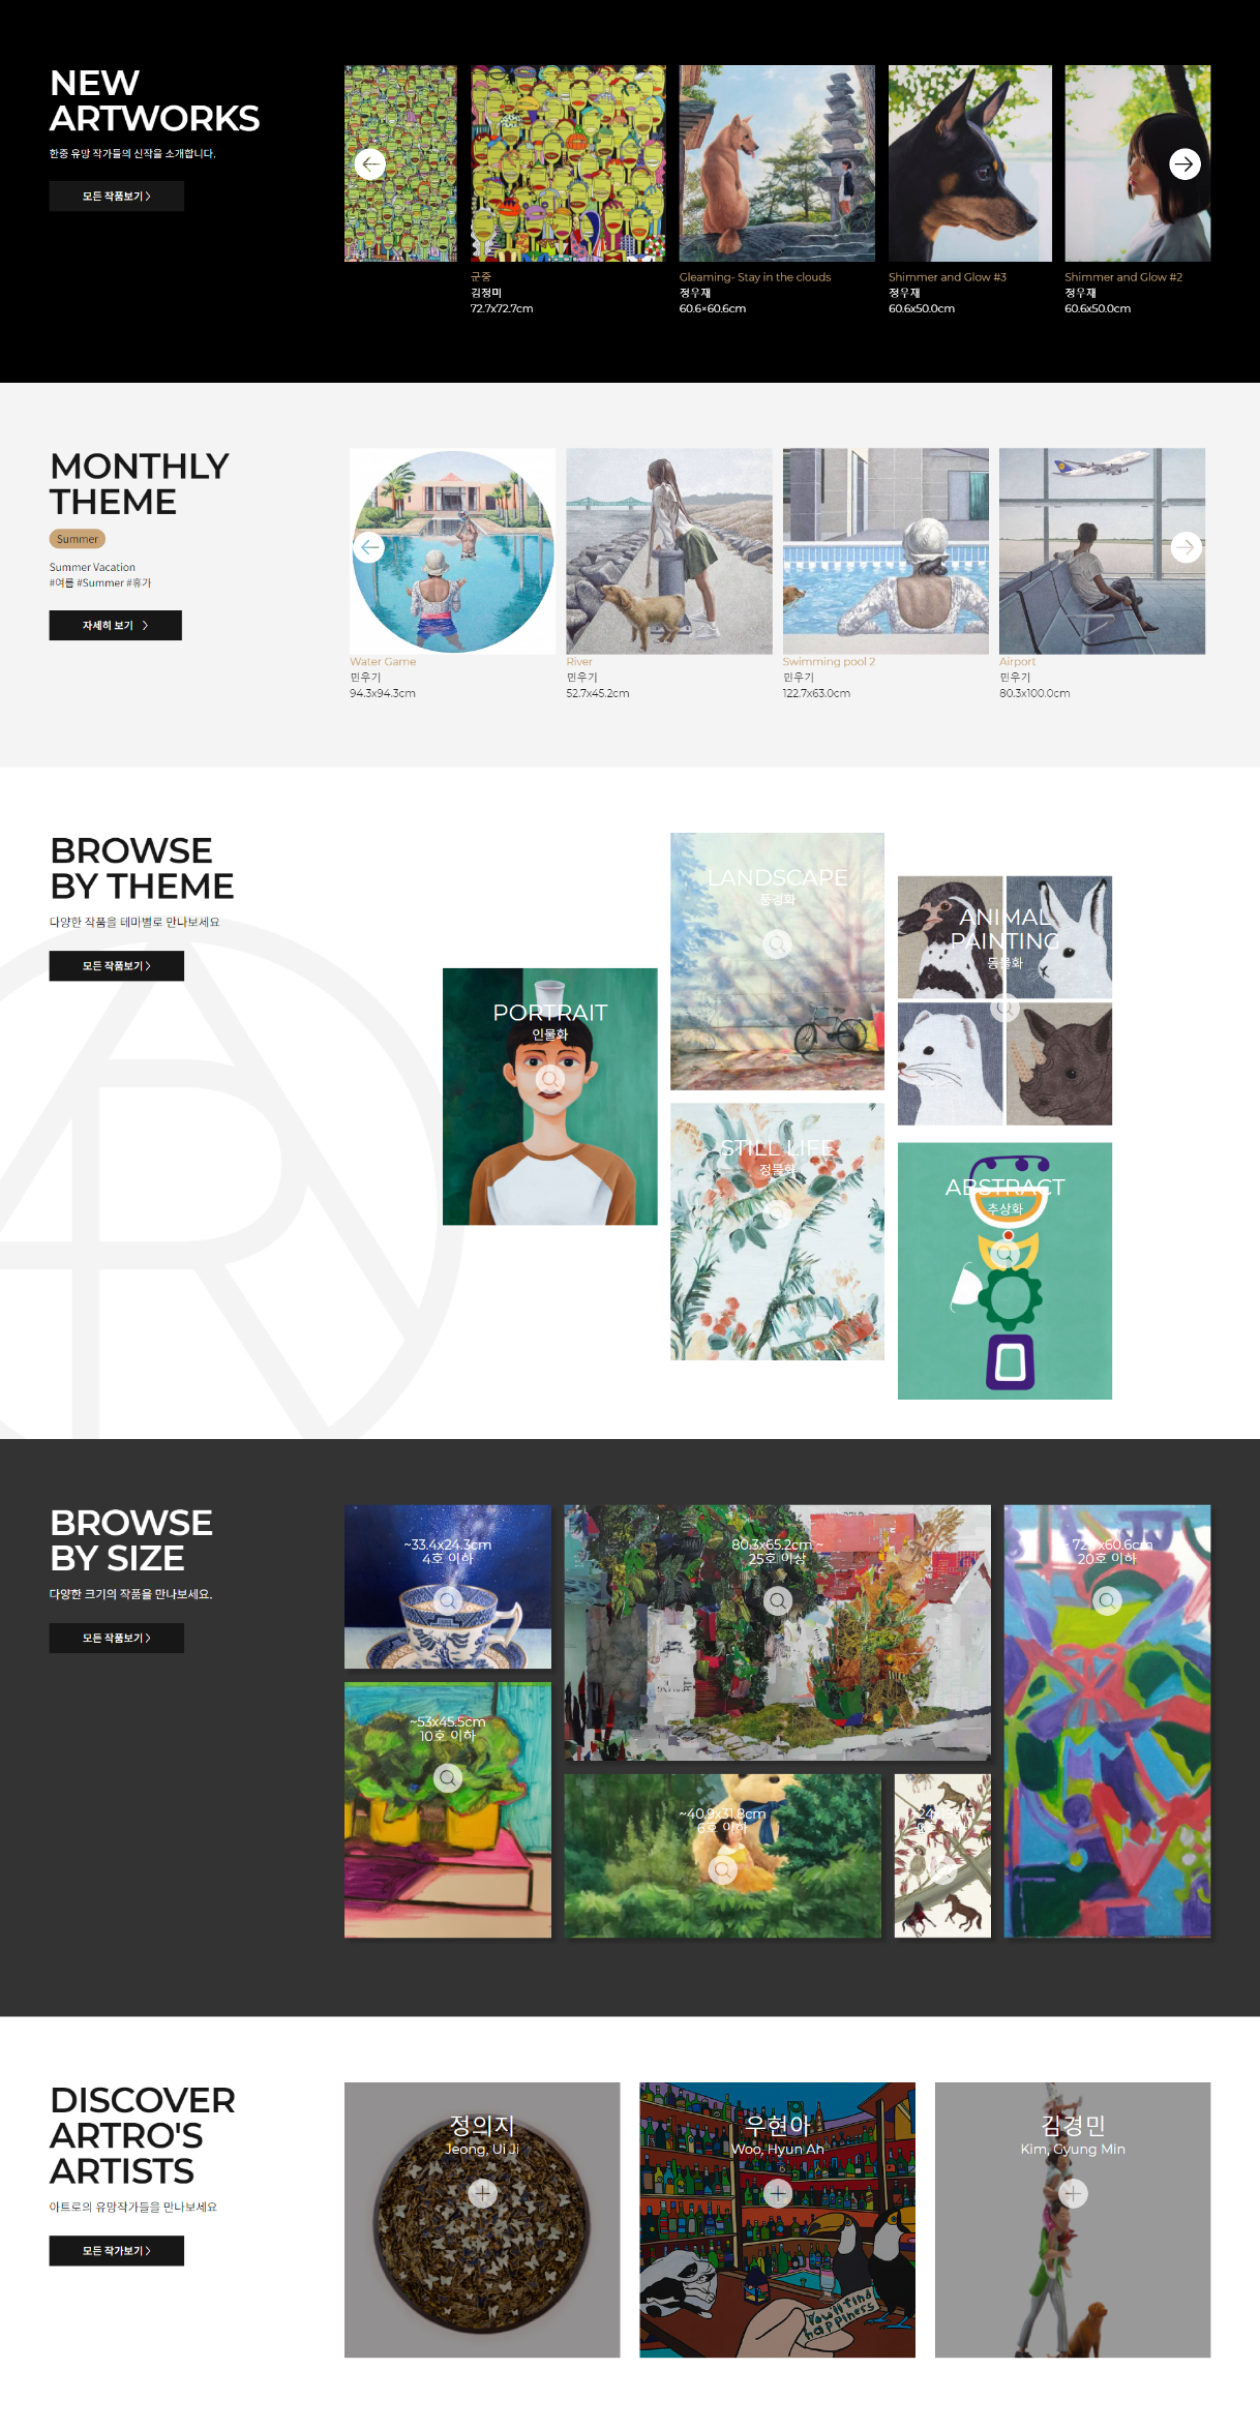 NEW
ARTWORKS
한중 유망 작가들의 신작을 소개합니다.
모든 작품보기 >
군중
김정미
72.7x72.7cm
Gleaming- Stay in the clouds
정우재
60.6×60.6cm
Shimmer and Glow #3
정우재
60.6x50.0cm
Shimmer and Glow #2
정우재
60.6x50.0cm
MONTHLY
THEME
Summer
Summer Vacation
#여름 #Summer #휴가
자세히 보기 >
Water Game
민우기
94.3x94.3cm
River
민우기
52.7x45.2cm
Swimming pool 2
민우기
122.7x63.0cm
Airport
민우기
80.3x100.0cm
BROWSE
BY THEME
다양한 작품을 테마별로 만나보세요
모든 작품보기 >
PORTRAIT
인물화
LANDSCAPE
풍경화
STILL LIFE
정물화
ANIMAL
PAINTING
동물화
ABSTRACT
추상화
BROWSE
BY SIZE
다양한 크기의 작품을 만나보세요.
모든 작품보기 >
~33.4x24.3cm
4호 이하
80.3x65.2cm ~
25호 이상
20호 이하
~53x45.5cm
10호 이하
~40.9x31.8cm
6호 이하
DISCOVER
ARTRO'S
ARTISTS
아트로의 유망작가들을 만나보세요
모든 작가보기 >
정의지
Jeong, Ui Ji
우현아
Woo, Hyun Ah
You'll find
happiness
김경민
Kim, Gyung Min